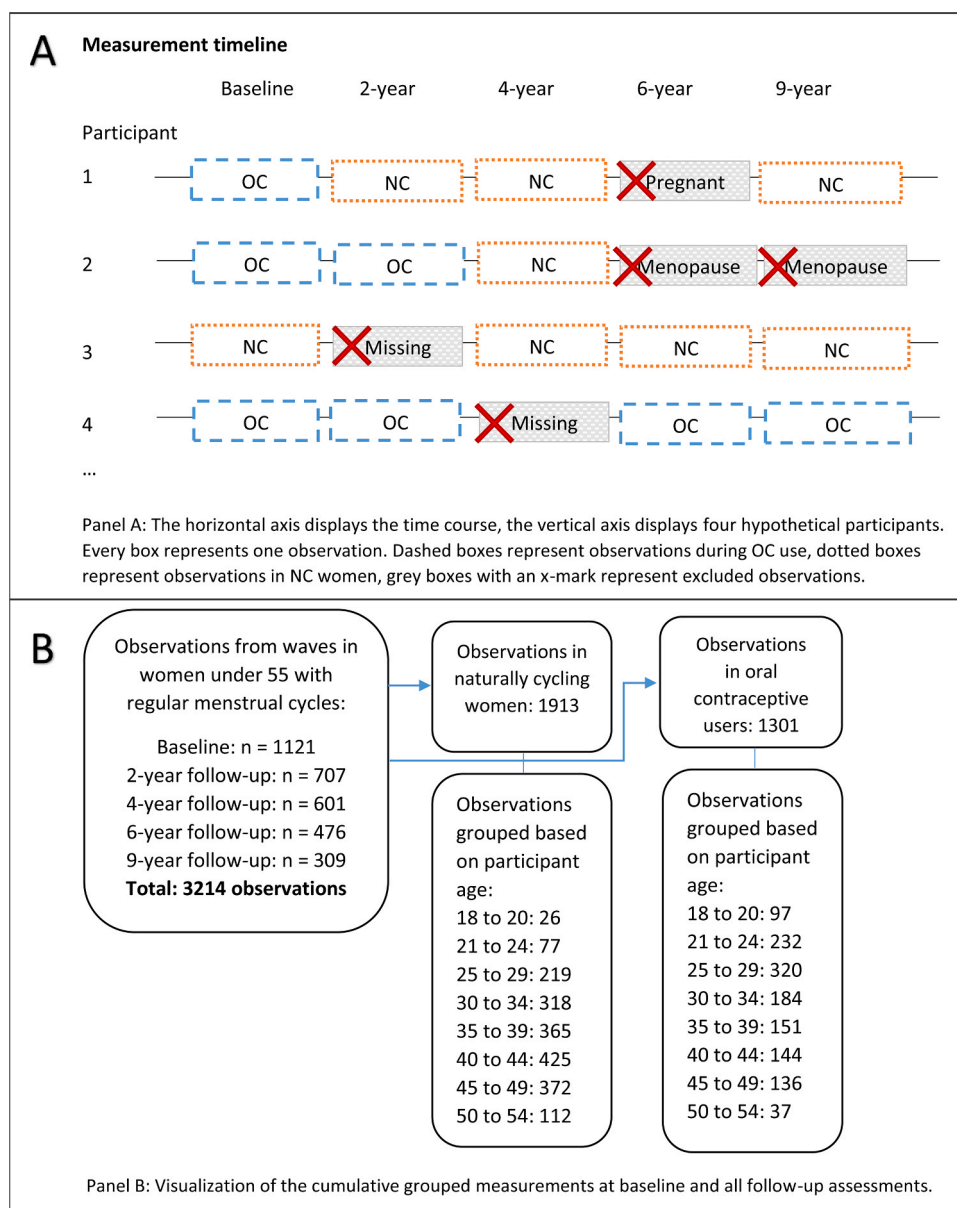 A
Measurement timeline
Baseline 2-year 4-year 6-year 9-year
Participant
1 OC NC NC Pregnant NC
2 OC OC NC Menopause Menopause
3 NC Missing NC NC NC
4 OC OC Missing OC OC
...
Panel A: The horizontal axis displays the time course, the vertical axis displays four hypothetical participants.
Every box represents one observation. Dashed boxes represent observations during OC use, dotted boxes
represent observations in NC women, grey boxes with an x-mark represent excluded observations.
B
Observations from waves in
women under 55 with
regular menstrual cycles:
Baseline: n = 1121
2-year follow-up: n = 707
4-year follow-up: n = 601
6-year follow-up: n = 476
9-year follow-up: n = 309
Total: 3214 observations
Observations in
naturally cycling
women: 1913
Observations
in oral
contraceptive
users: 1301
Observations
grouped based
on participant
age:
18 to 20: 26
21 to 24: 77
25 to 29: 219
30 to 34: 318
35 to 39: 365
40 to 44: 425
45 to 49: 372
50 to 54: 112
Observations
grouped based
on participant
age:
18 to 20: 97
21 to 24: 232
25 to 29: 320
30 to 34: 184
35 to 39: 151
40 to 44: 144
45 to 49: 136
50 to 54: 37
Panel B: Visualization of the cumulative grouped measurements at baseline and all follow-up assessments.